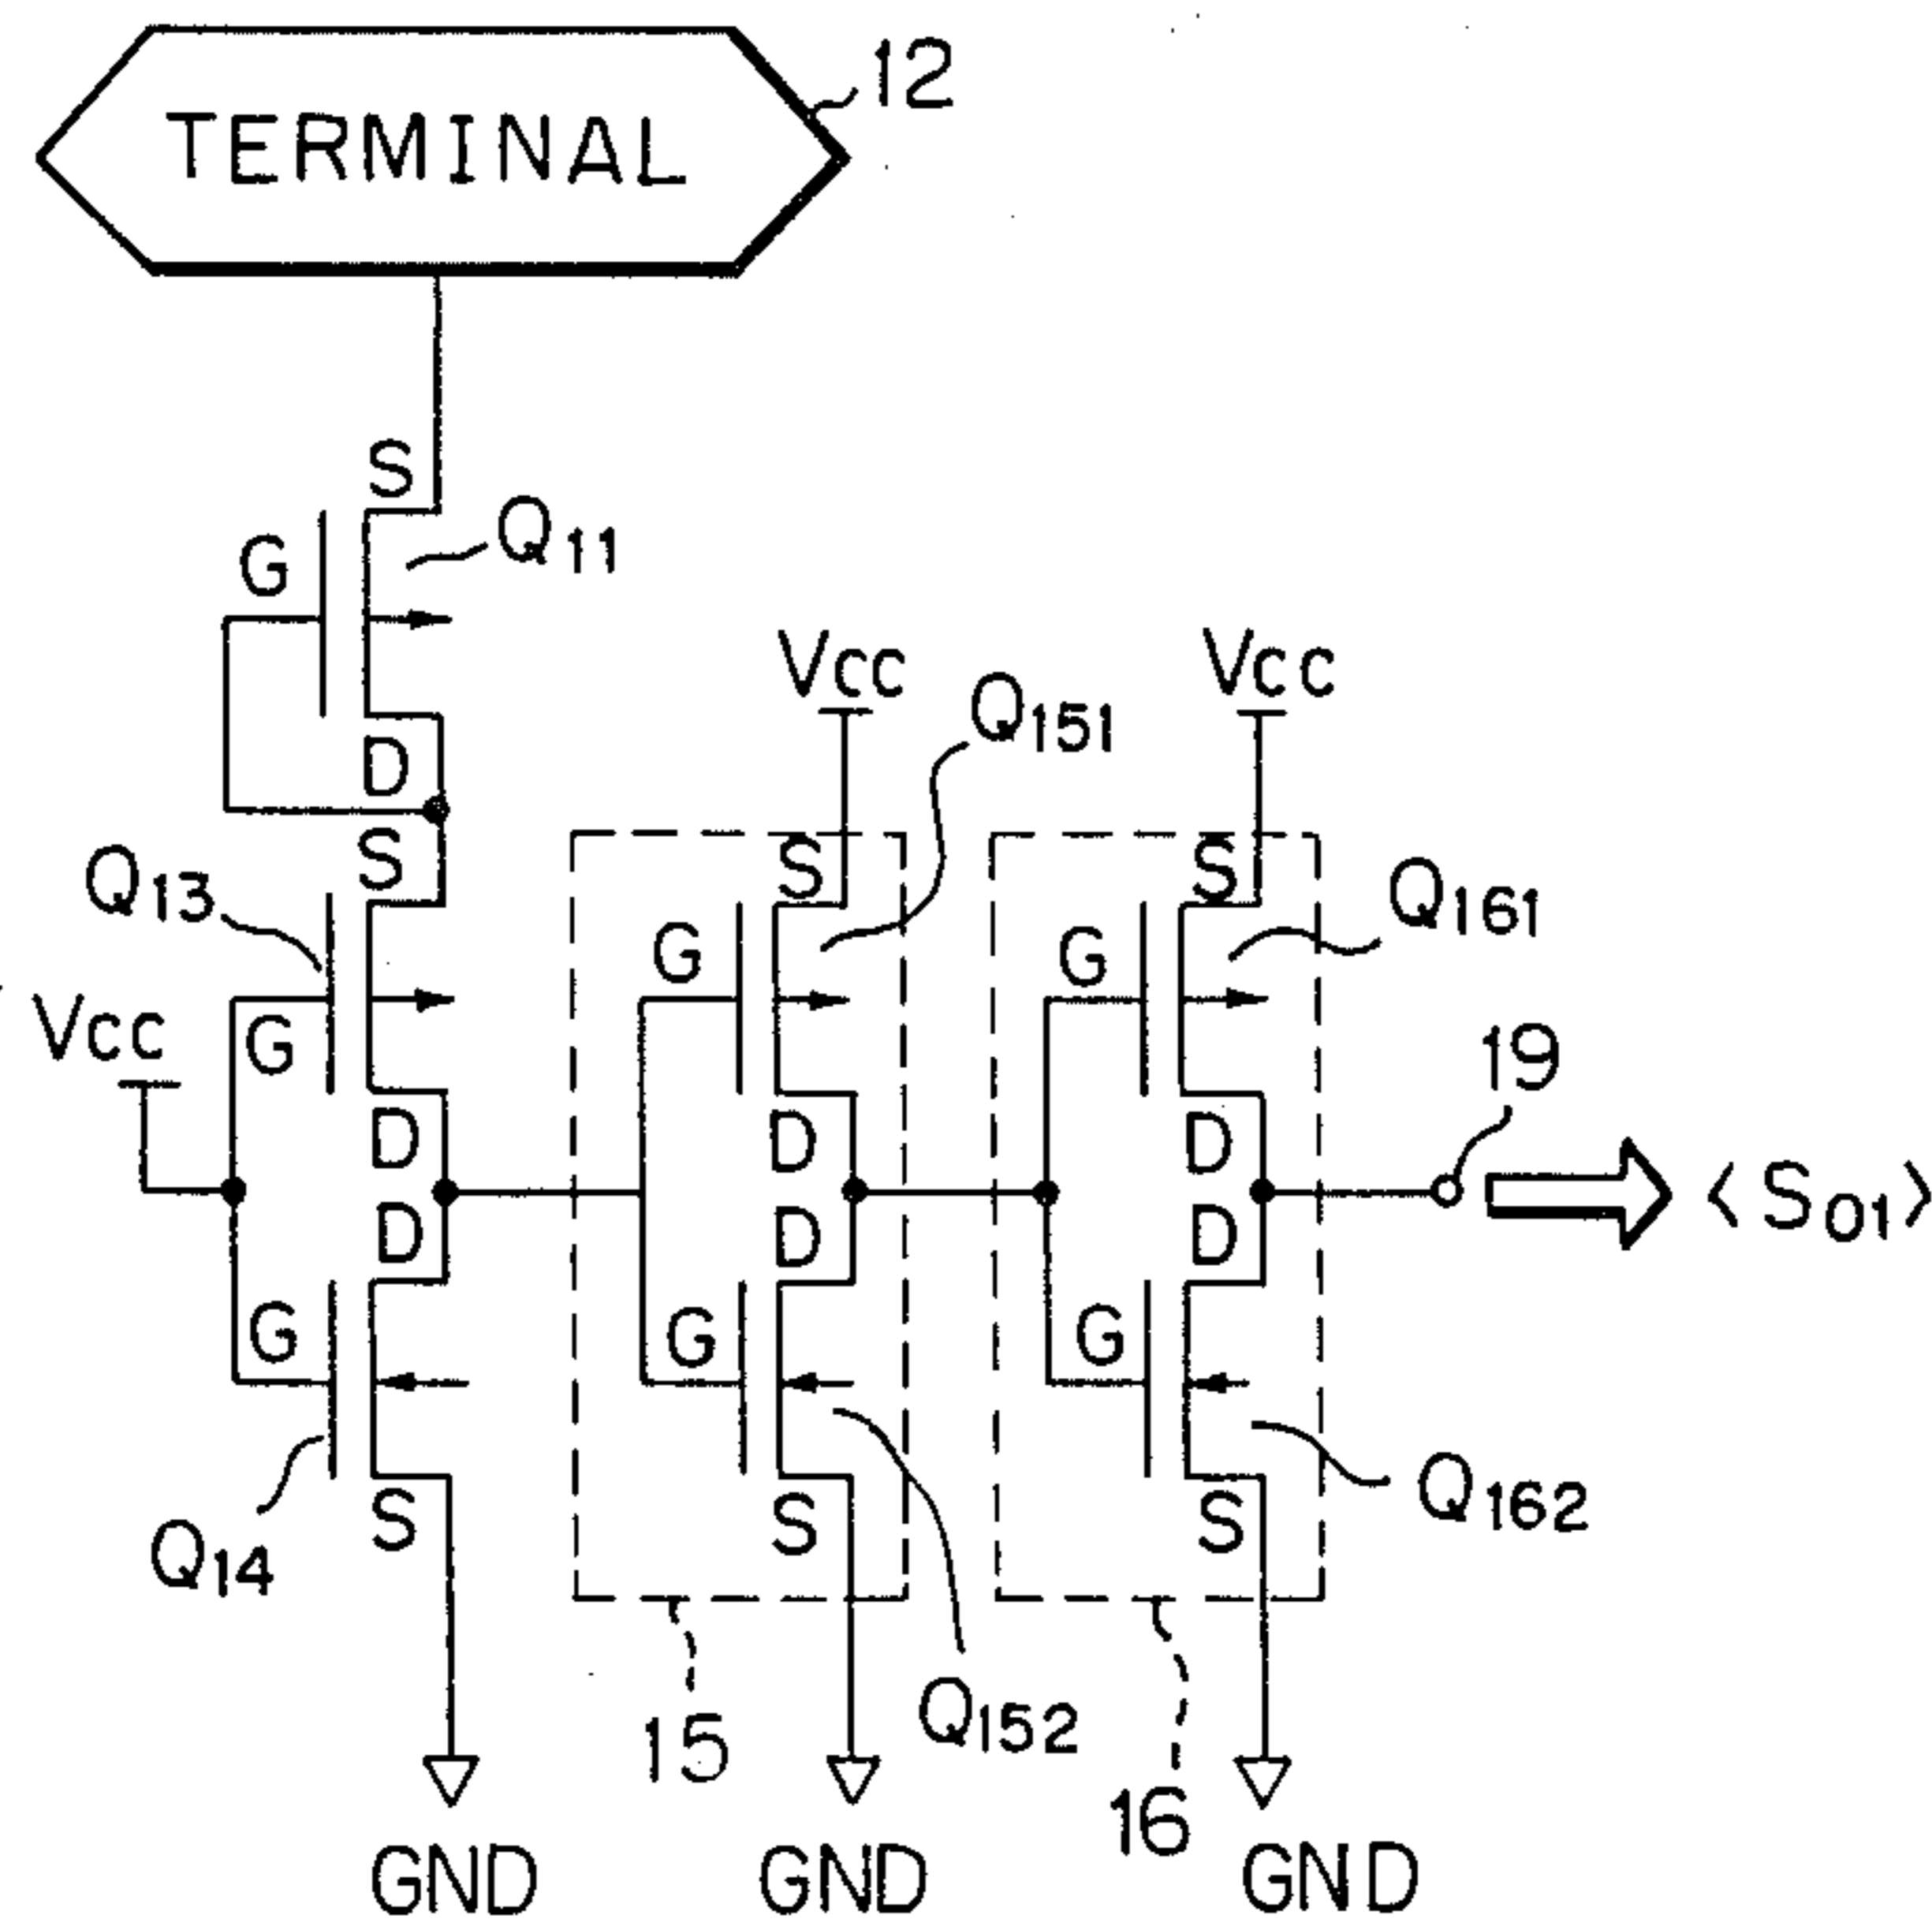 12
TERMINAL
S
Q11
G
D
Vcc
Vcc
Q151
S
S
S
Q13
Q161
G
G
Vcc
G
19
D
D
D
<S01>
D
D
D
G
G
G
Q162
S
S
S
Q14
Q152
15
16
GND
GND
GND